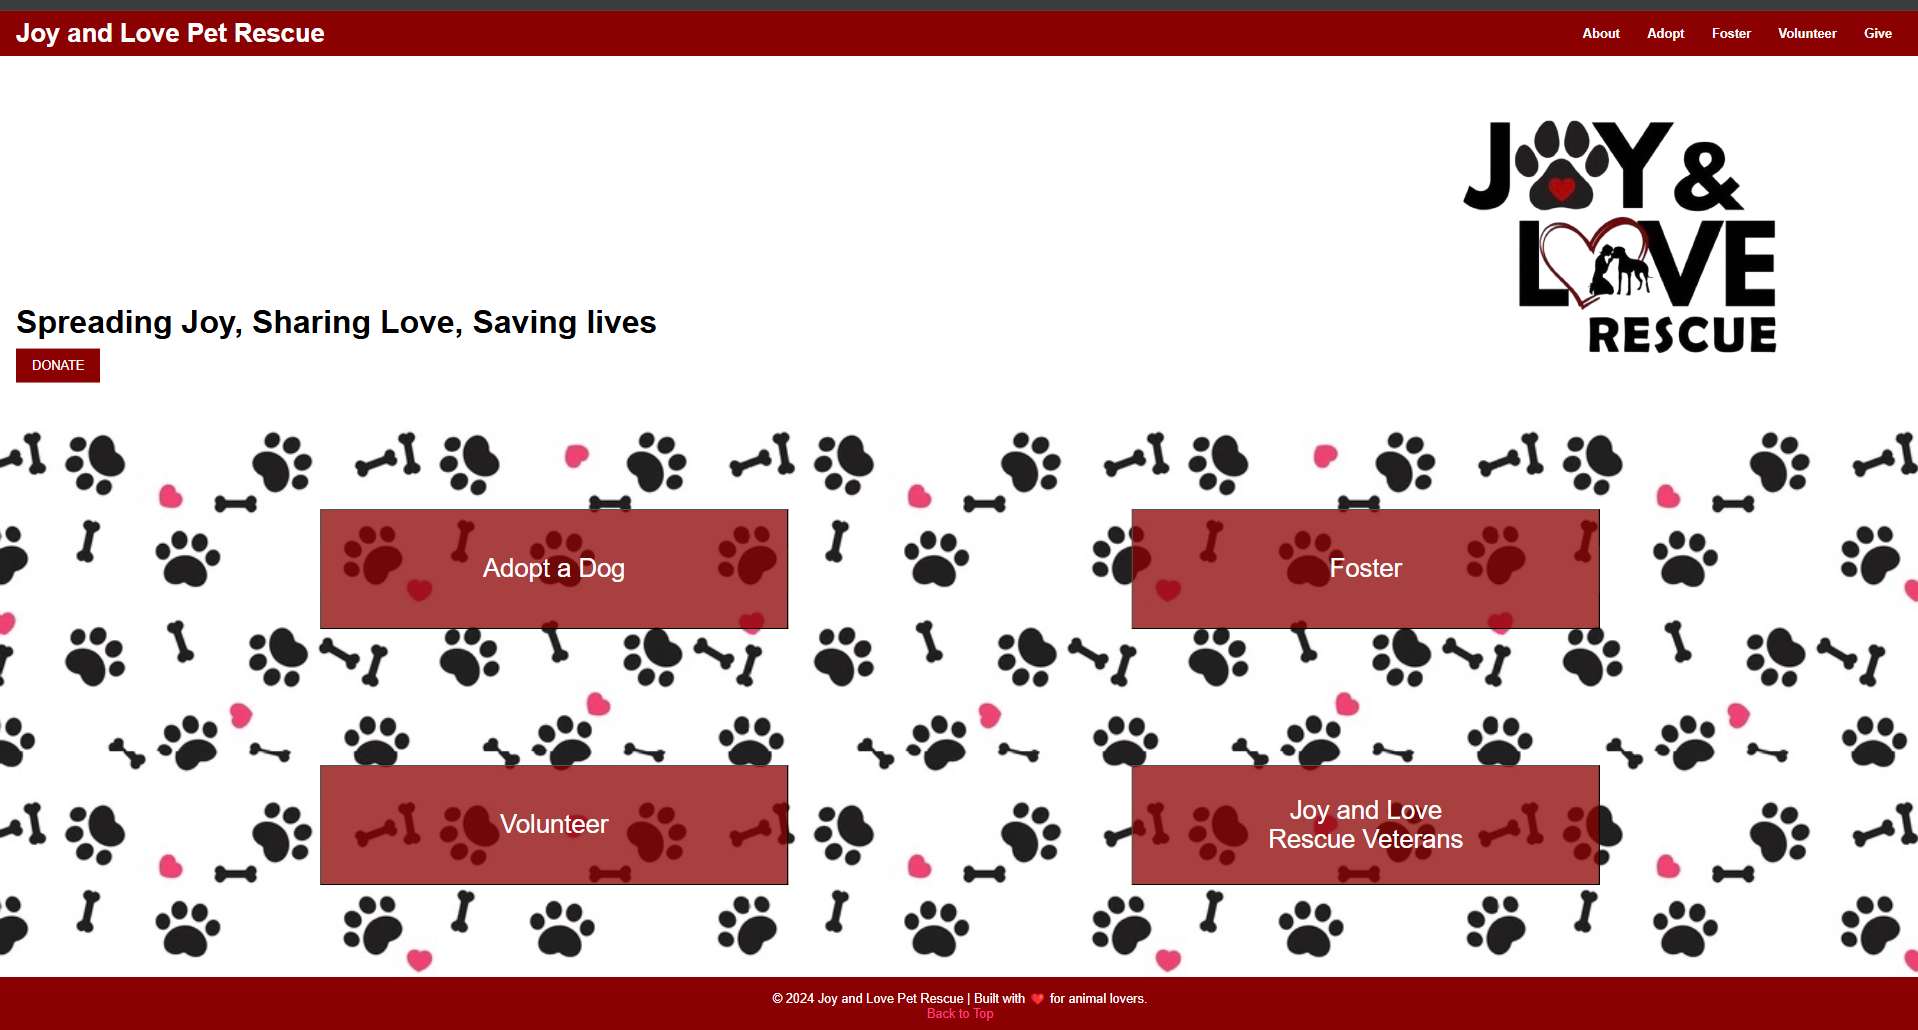 Joy and Love Pet Rescue
About Adopt Foster Volunteer Give
JOY &
LOVE
RESCUE
Spreading Joy, Sharing Love, Saving lives
DONATE
Adopt a Dog
Foster
Volunteer
Joy and Love
Rescue Veterans
© 2024 Joy and Love Pet Rescue | Built with ❤️ for animal lovers.
Back to Top